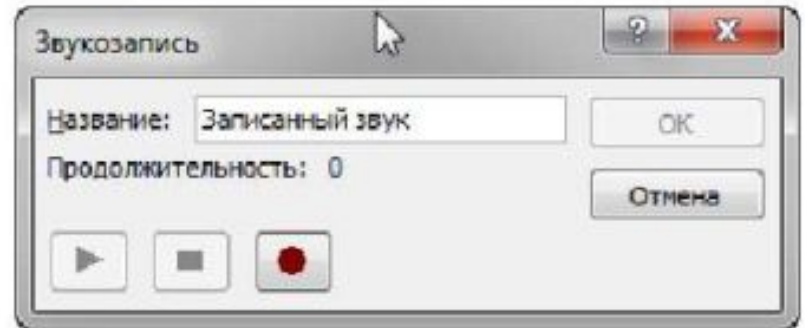 Звукозапись
Название: Записанный звук
OK
Продолжительность: 0
Отмена